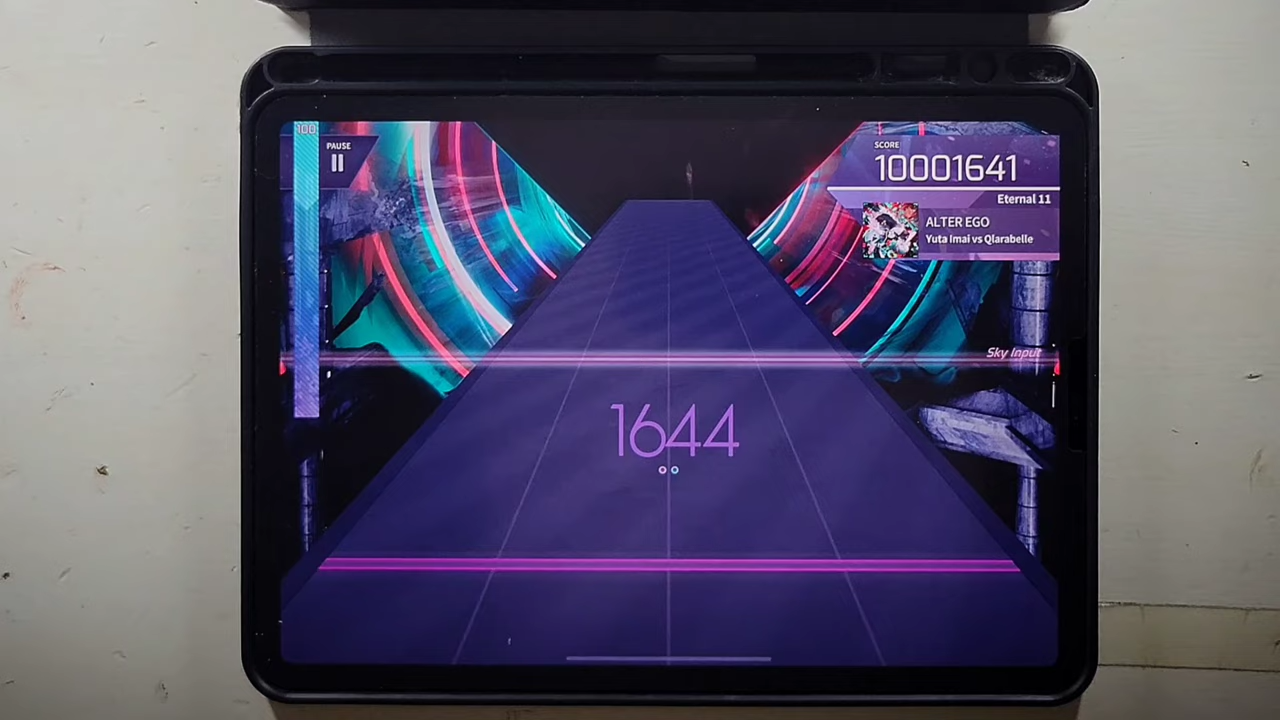 100
PAUSE
SCORE
10001641
Eternal 11
ALTER EGO
Yuta Imai vs Qlarabelle
Sky Input
1644